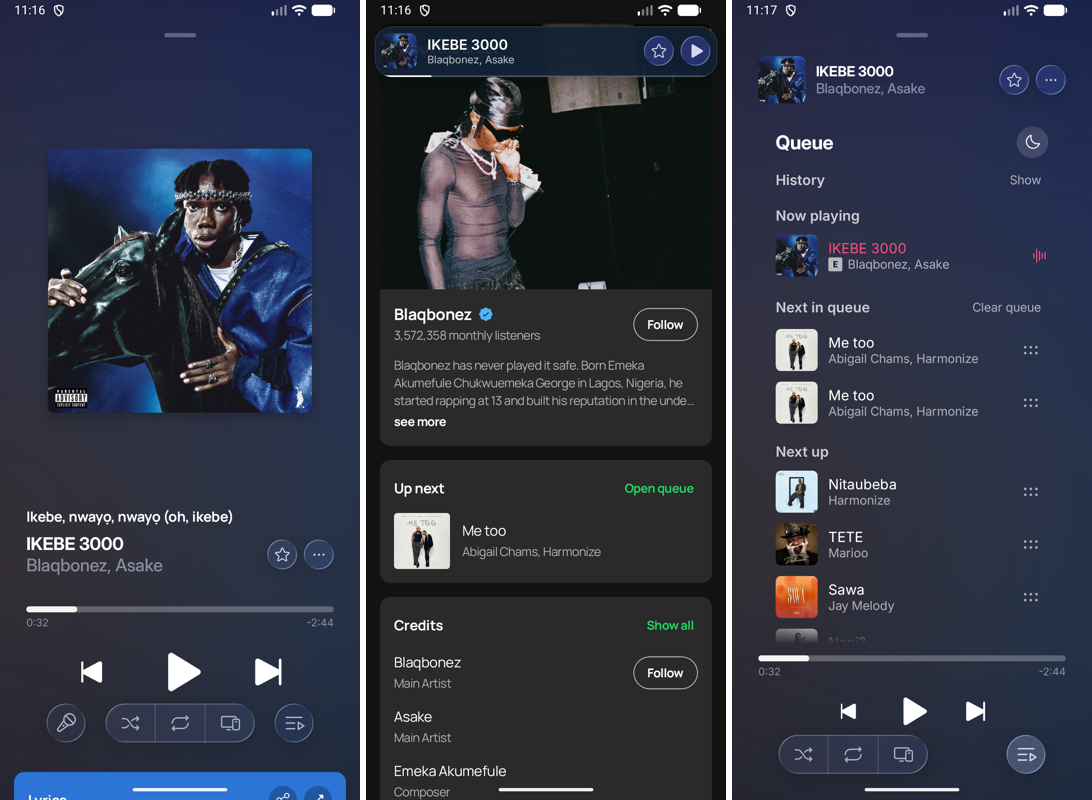 11:16
PARENTAL
ADVISORY
EXPLICIT CONTENT
Ikebe, nwayọ, nwayọ (oh, ikebe)
IKEBE 3000
Blaqbonez, Asake
0:32
-2:44
Lyrics
11:16
IKEBE 3000
Blaqbonez, Asake
Blaqbonez
3,572,358 monthly listeners
Follow
Blaqbonez has never played it safe. Born Emeka
Akumefule Chukwuemeka George in Lagos, Nigeria, he
started rapping at 13 and built his reputation in the unde...
see more
Up next
Open queue
ME TOO
Me too
Abigail Chams, Harmonize
Credits
Show all
Blaqbonez
Main Artist
Follow
Asake
Main Artist
Emeka Akumefule
Composer
11:17
IKEBE 3000
Blaqbonez, Asake
Queue
History
Show
Now playing
IKEBE 3000
E Blaqbonez, Asake
Next in queue
Clear queue
Me too
Abigail Chams, Harmonize
Me too
Abigail Chams, Harmonize
Next up
Nitaubeba
Harmonize
TETE
Marioo
SAWA
Sawa
Jay Melody
0:32
-2:44